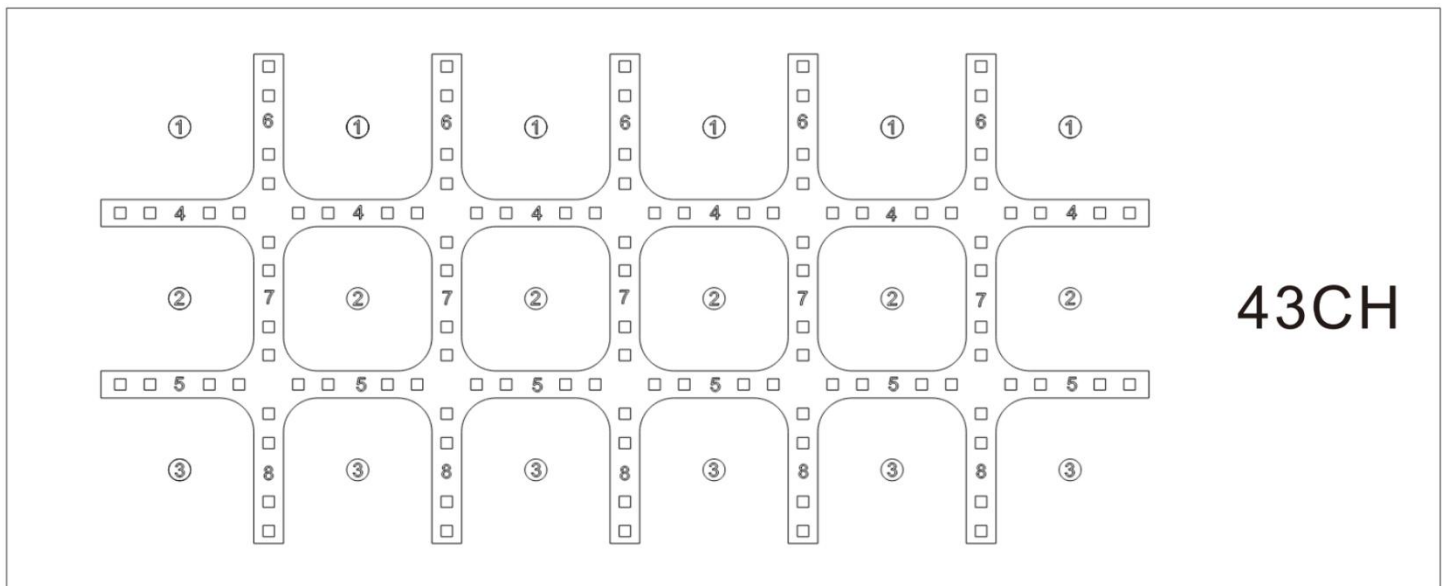 6 6 6 6 6
① ① ① ① ① ①
4 4 4 4 4 4
② 7 ② 7 ② 7 ② 7 ② 7 ②
43CH
5 5 5 5 5 5
③ 8 ③ 8 ③ 8 ③ 8 ③ 8 ③